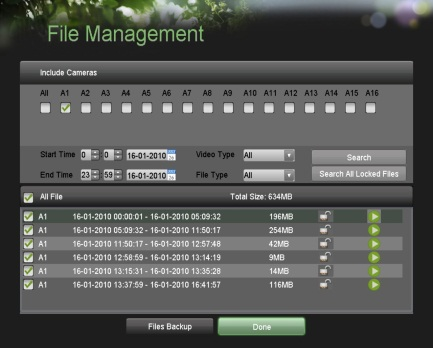 File Management
Include Cameras
All A1 A2 A3 A4 A5 A6 A7 A8 A9 A10 A11 A12 A13 A14 A15 A16
Start Time 0 : 0 16-01-2010 Video Type All Search
End Time 23 : 59 16-01-2010 File Type All Search All Locked Files
All File Total Size: 634MB
A1 16-01-2010 00:00:01 - 16-01-2010 05:09:32 196MB
A1 16-01-2010 05:09:32 - 16-01-2010 11:50:17 254MB
A1 16-01-2010 11:50:17 - 16-01-2010 12:57:46 42MB
A1 16-01-2010 12:58:59 - 16-01-2010 13:14:19 9MB
A1 16-01-2010 13:15:31 - 16-01-2010 13:35:28 14MB
A1 16-01-2010 13:37:59 - 16-01-2010 16:41:57 116MB
Files Backup Done